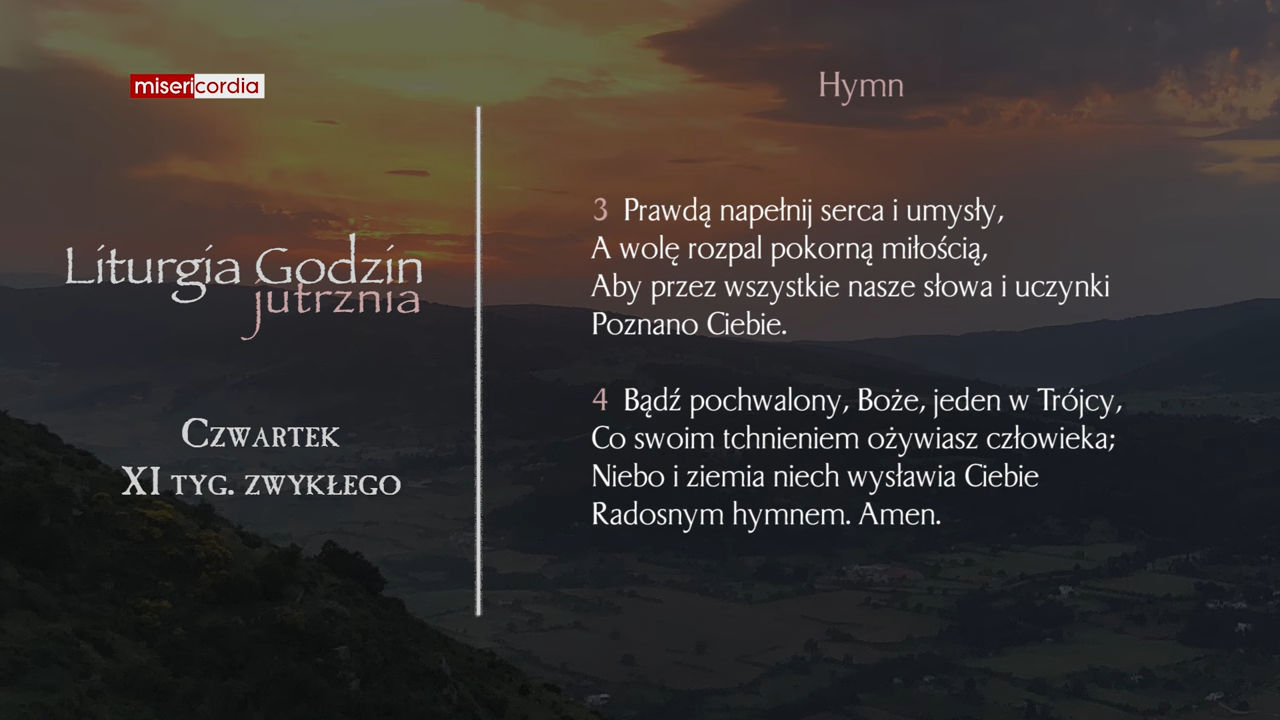 misericordia
Liturgia Godzin
jutrznia
Czwartek
XI tyg. zwykłego
Hymn
3 Prawdą napełnij serca i umysły,
A wolę rozpal pokorną miłością,
Aby przez wszystkie nasze słowa i uczynki
Poznano Ciebie.
4 Bądź pochwalony, Boże, jeden w Trójcy,
Co swoim tchnieniem ożywiasz człowieka;
Niebo i ziemia niech wysławia Ciebie
Radosnym hymnem. Amen.